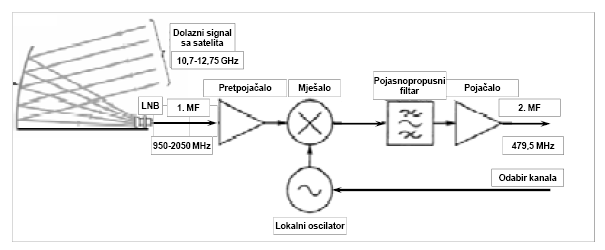 Dolazni signal
sa satelita
10,7-12,75 GHz
LNB
1. MF
950-2050 MHz
Pretpojačalo
Mješalo
Pojasnopropusni
filtar
Pojačalo
2. MF
479,5 MHz
Odabir kanala
Lokalni oscilator